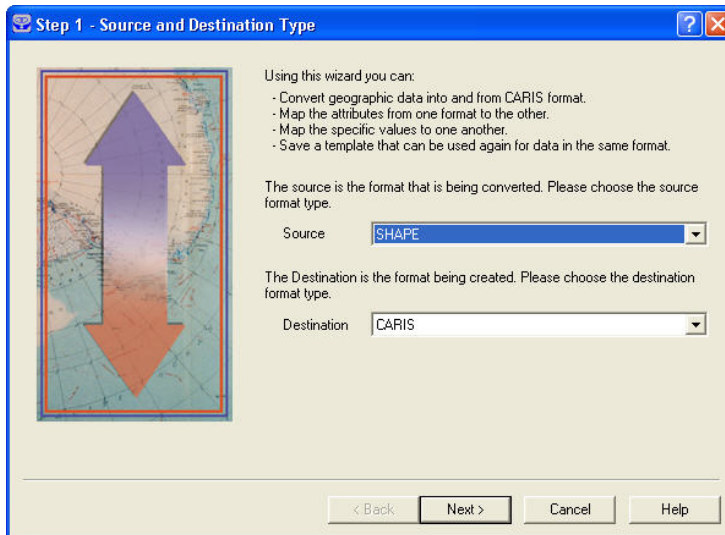 Step 1 - Source and Destination Type
Using this wizard you can:
- Convert geographic data into and from CARIS format.
- Map the attributes from one format to the other.
- Map the specific values to one another.
- Save a template that can be used again for data in the same format.
The source is the format that is being converted. Please choose the source
format type.
Source SHAPE
The Destination is the format being created. Please choose the destination
format type.
Destination CARIS
< Back Next > Cancel Help